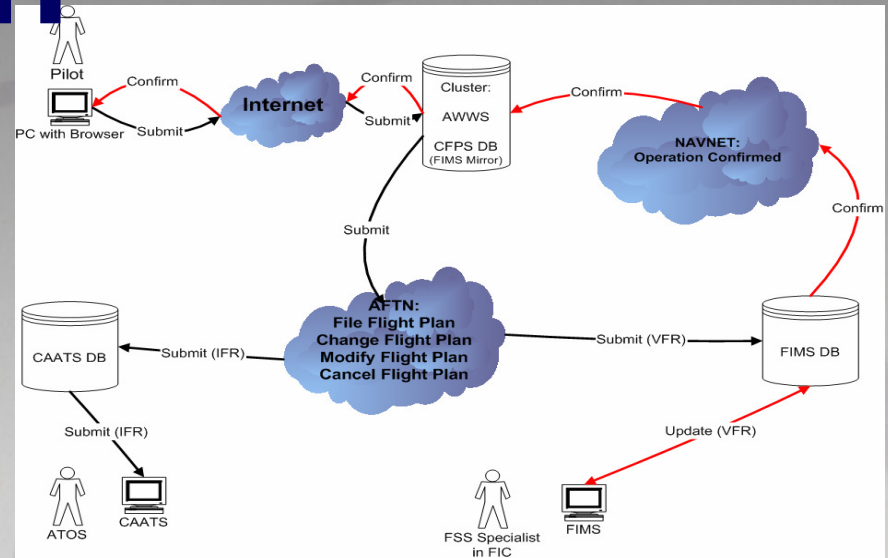 Pilot
PC with Browser
Confirm
Submit
Internet
Confirm
Submit
Cluster:
AWWS
CFPS DB
(FIMS Mirror)
Confirm
NAVNET:
Operation Confirmed
Confirm
Submit
AFTN:
File Flight Plan
Change Flight Plan
Modify Flight Plan
Cancel Flight Plan
Submit (IFR)
CAATS DB
Submit (VFR)
FIMS DB
Submit (IFR)
ATOS
CAATS
Update (VFR)
FSS Specialist
in FIC
FIMS